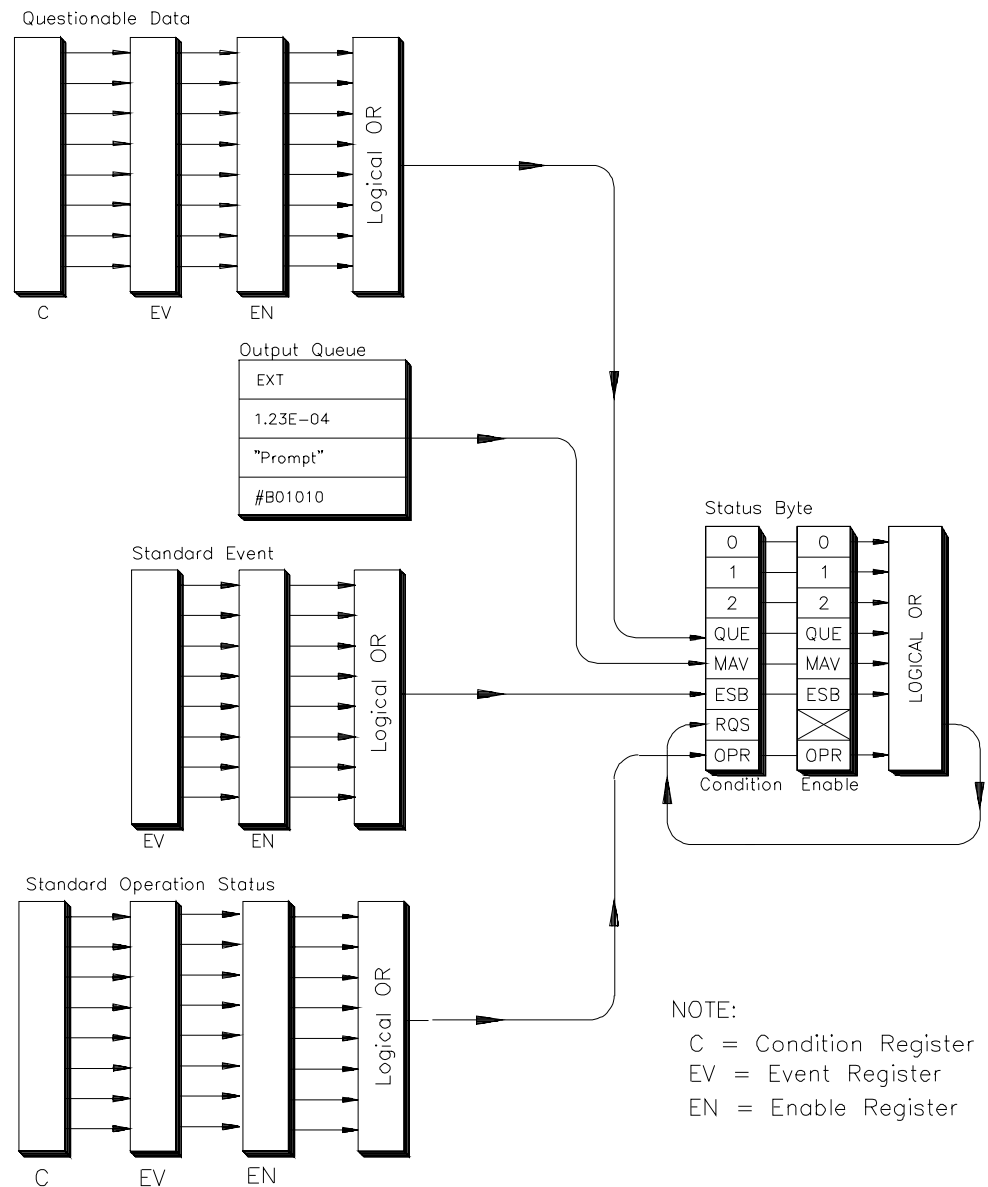 Questionable Data
Logical OR
C
EV
EN
Output Queue
EXT
1.23E-04
"Prompt"
#B01010
Standard Event
Logical OR
EV
EN
Status Byte
0
0
1
1
2
2
QUE
QUE
MAV
MAV
ESB
ESB
RQS
OPR
OPR
LOGICAL OR
Condition
Enable
Standard Operation Status
Logical OR
C
EV
EN
NOTE:
C = Condition Register
EV = Event Register
EN = Enable Register